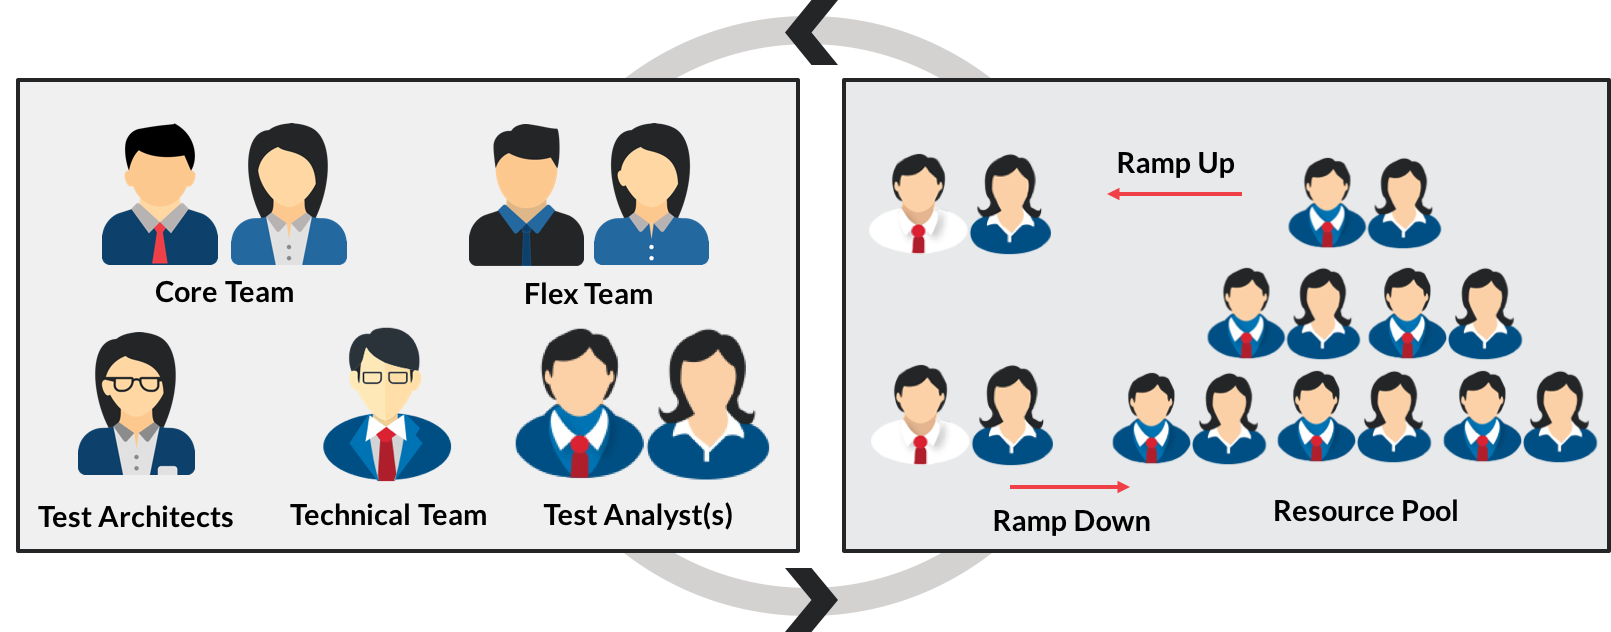 Core Team
Flex Team
Test Architects
Technical Team
Test Analyst(s)
Ramp Up
Ramp Down
Resource Pool